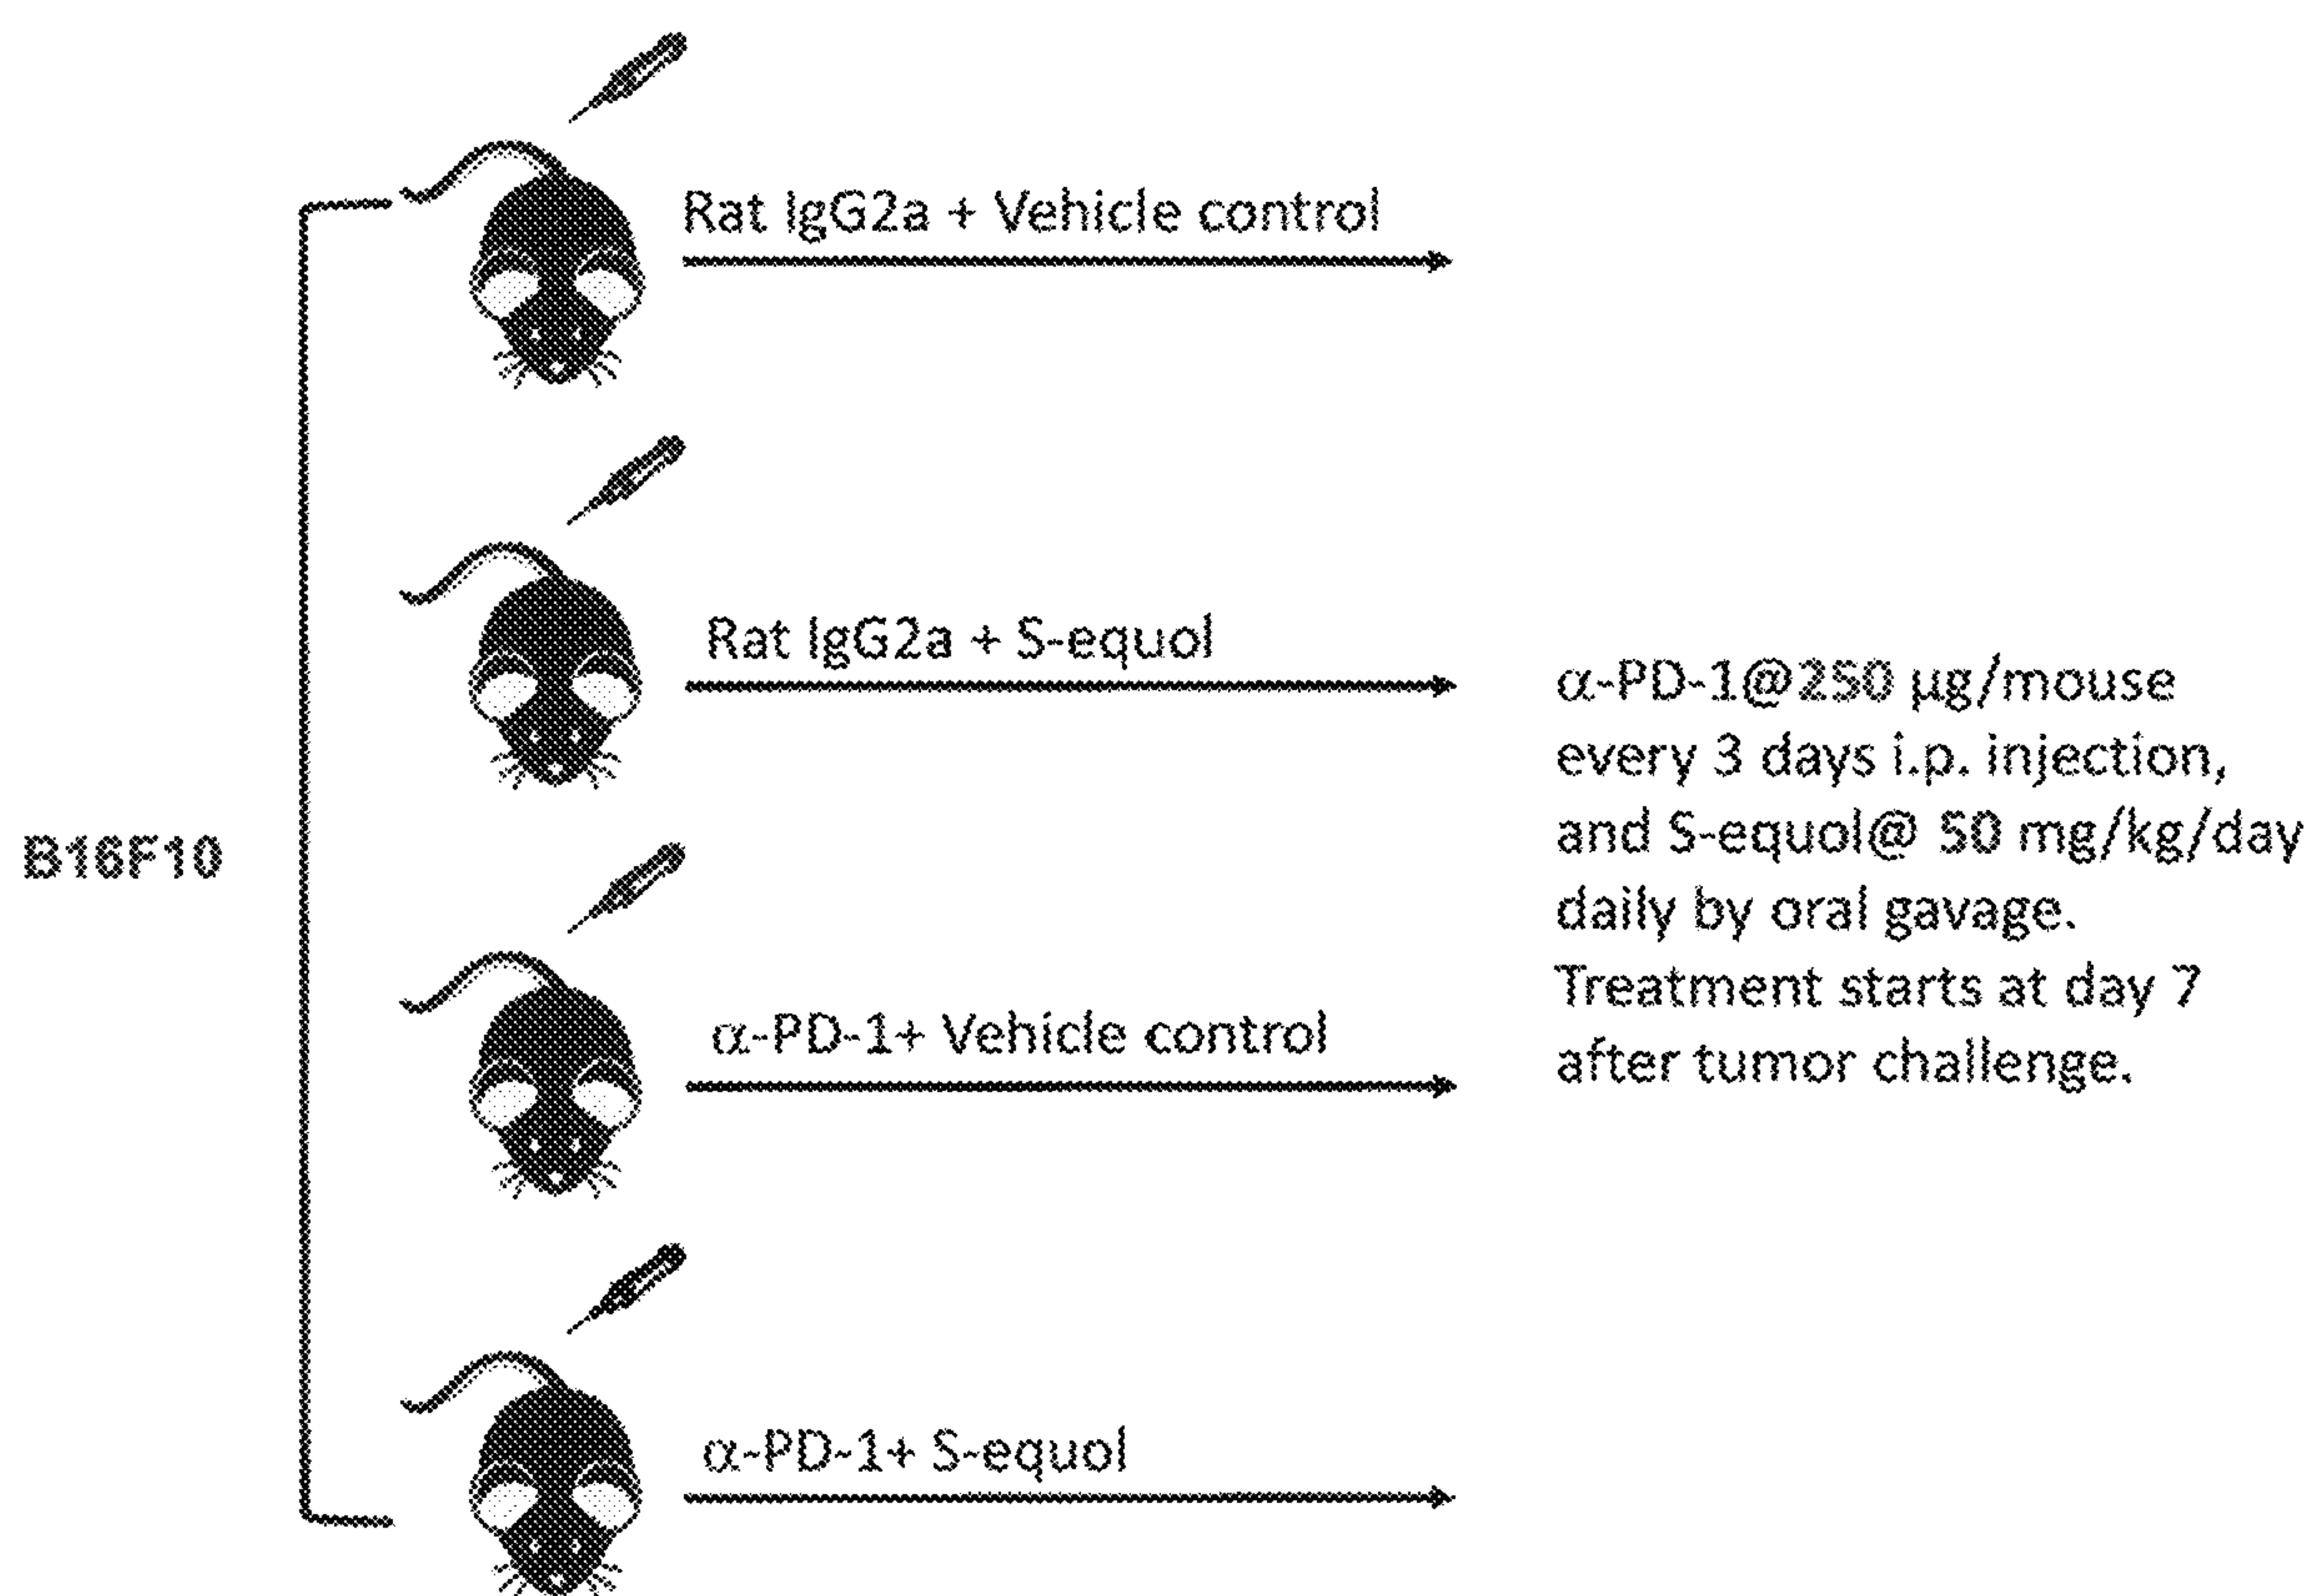 Rat IgG2a + Vehicle control
Rat IgG2a + S-equol
B16F10
α-PD-1+ Vehicle control
α-PD-1+ S-equol
α-PD-1@250 µg/mouse
every 3 days i.p. injection,
and S-equol@ 50 mg/kg/day
daily by oral gavage.
Treatment starts at day 7
after tumor challenge.